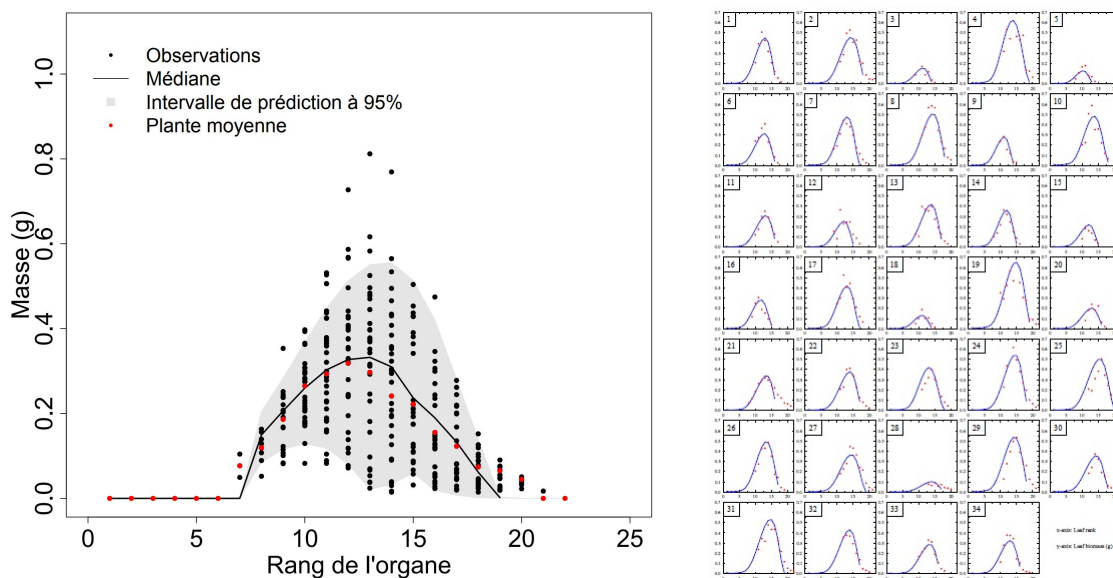 Observations
Médiane
Intervalle de prédiction à 95%
Plante moyenne
Masse (g)
0.0 0.2 0.4 0.6 0.8 1.0
0 5 10 15 20 25
Rang de l'organe
1 2 3 4 5
6 7 8 9 10
11 12 13 14 15
16 17 18 19 20
21 22 23 24 25
26 27 28 29 30
31 32 33 34
x-axis: Leaf rank
y-axis: Leaf biomass (g)